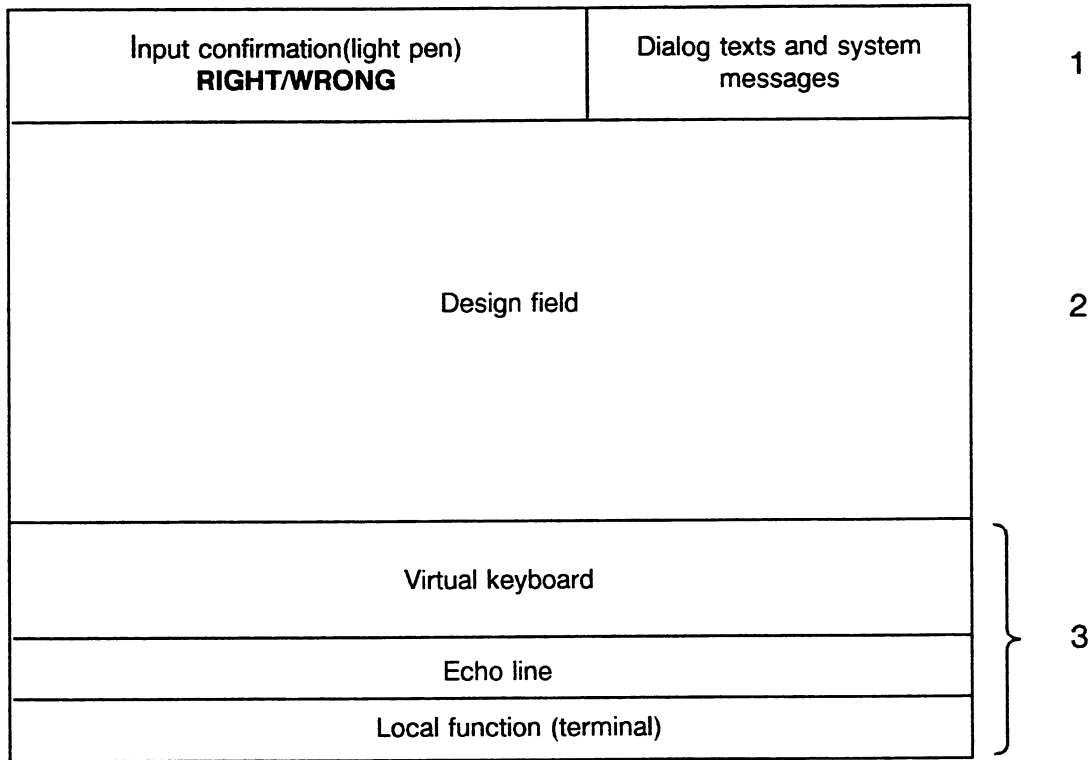 Input confirmation(light pen)
RIGHT/WRONG
Dialog texts and system
messages
1
Design field
2
Virtual keyboard
Echo line
Local function (terminal)
3